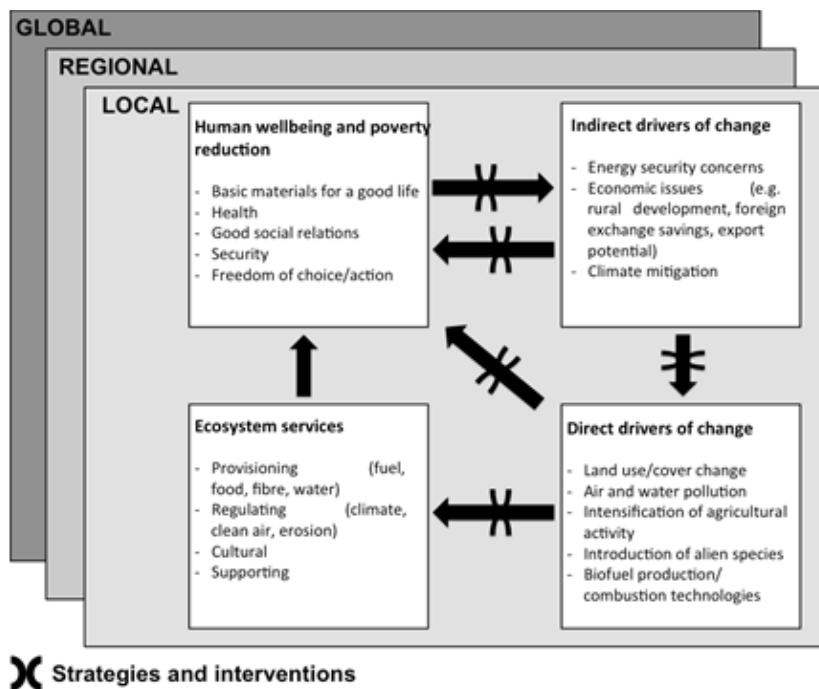 GLOBAL
REGIONAL
LOCAL
Human wellbeing and poverty
reduction
- Basic materials for a good life
- Health
- Good social relations
- Security
- Freedom of choice/action
Indirect drivers of change
- Energy security concerns
- Economic issues (e.g.
rural development, foreign
exchange savings, export
potential)
- Climate mitigation
Ecosystem services
- Provisioning (fuel,
food, fibre, water)
- Regulating (climate,
clean air, erosion)
- Cultural
- Supporting
Direct drivers of change
- Land use/cover change
- Air and water pollution
- Intensification of agricultural
activity
- Introduction of alien species
- Biofuel production/
combustion technologies
Strategies and interventions